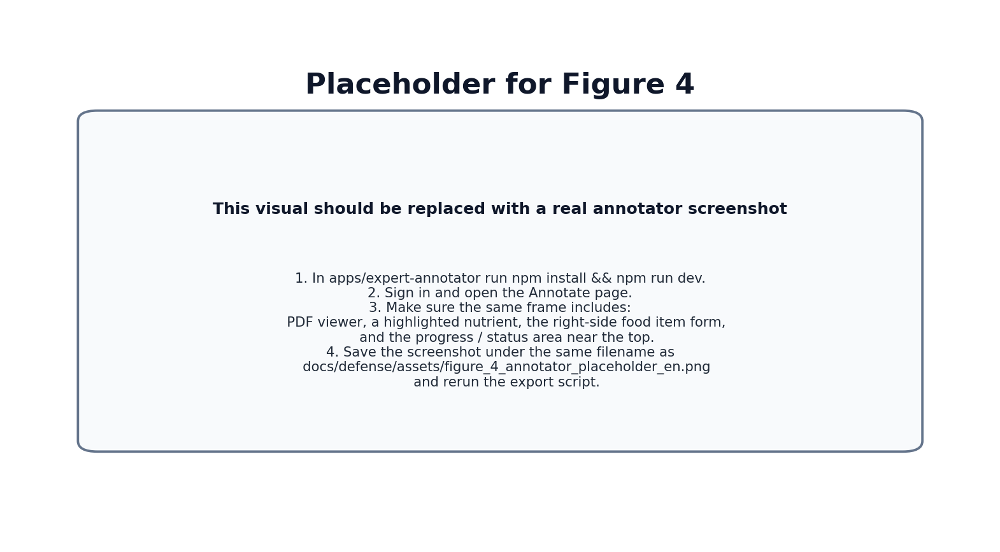 Placeholder for Figure 4
This visual should be replaced with a real annotator screenshot
1. In apps/expert-annotator run npm install && npm run dev.
2. Sign in and open the Annotate page.
3. Make sure the same frame includes:
PDF viewer, a highlighted nutrient, the right-side food item form,
and the progress / status area near the top.
4. Save the screenshot under the same filename as
docs/defense/assets/figure_4_annotator_placeholder_en.png
and rerun the export script.